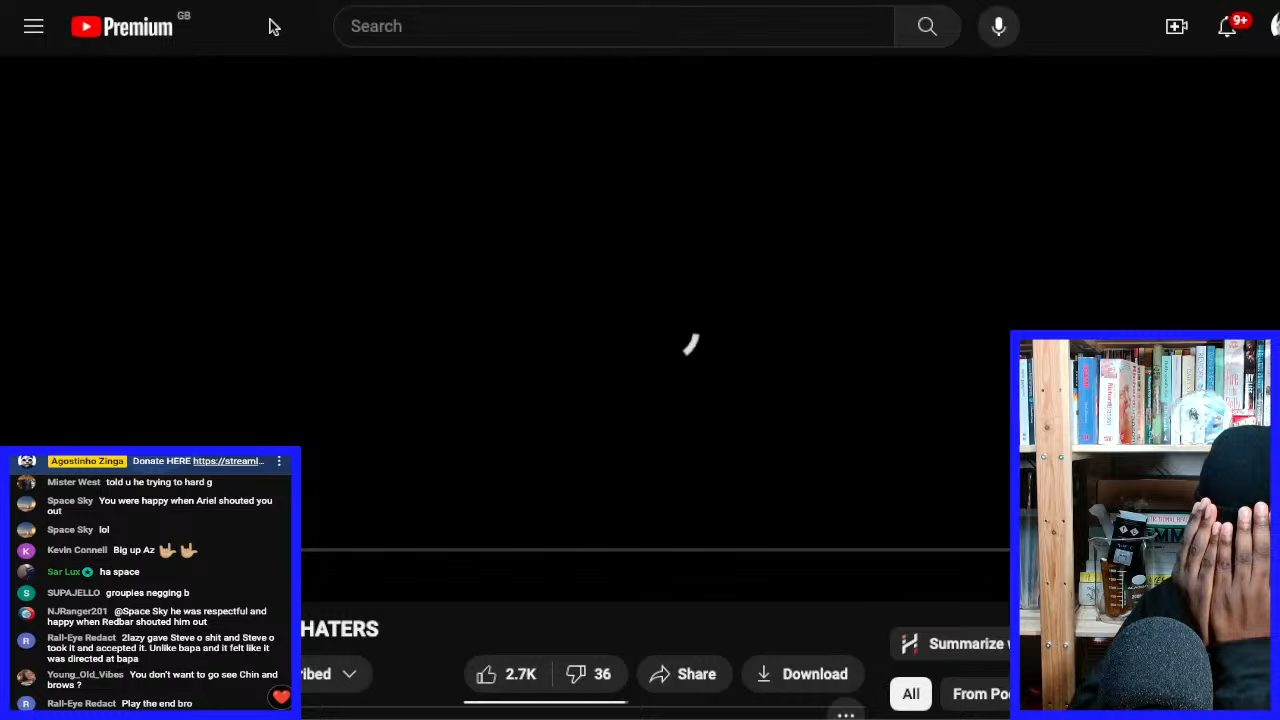 Premium GB
Search
9+
HATERS
ibed
2.7K
36
Share
Download
Summarize
All
From
Agostinho Zinga Donate HERE https://streaml...
Mister West told u he trying to hard g
Space Sky You were happy when Ariel shouted you
out
Space Sky lol
Kevin Connell Big up Az 🤟🏼 🤟🏼
Sar Lux ha space
SUPAJELLO groupies negging b
NJRanger201 @Space Sky he was respectful and
happy when Redbar shouted him out
Rall-Eye Redact 2lazy gave Steve o shit and Steve o
took it and accepted it. Unlike bapa and it felt like it
was directed at bapa
Young_Old_Vibes You don't want to go see Chin and
brows ?
Rall-Eye Redact Play the end bro